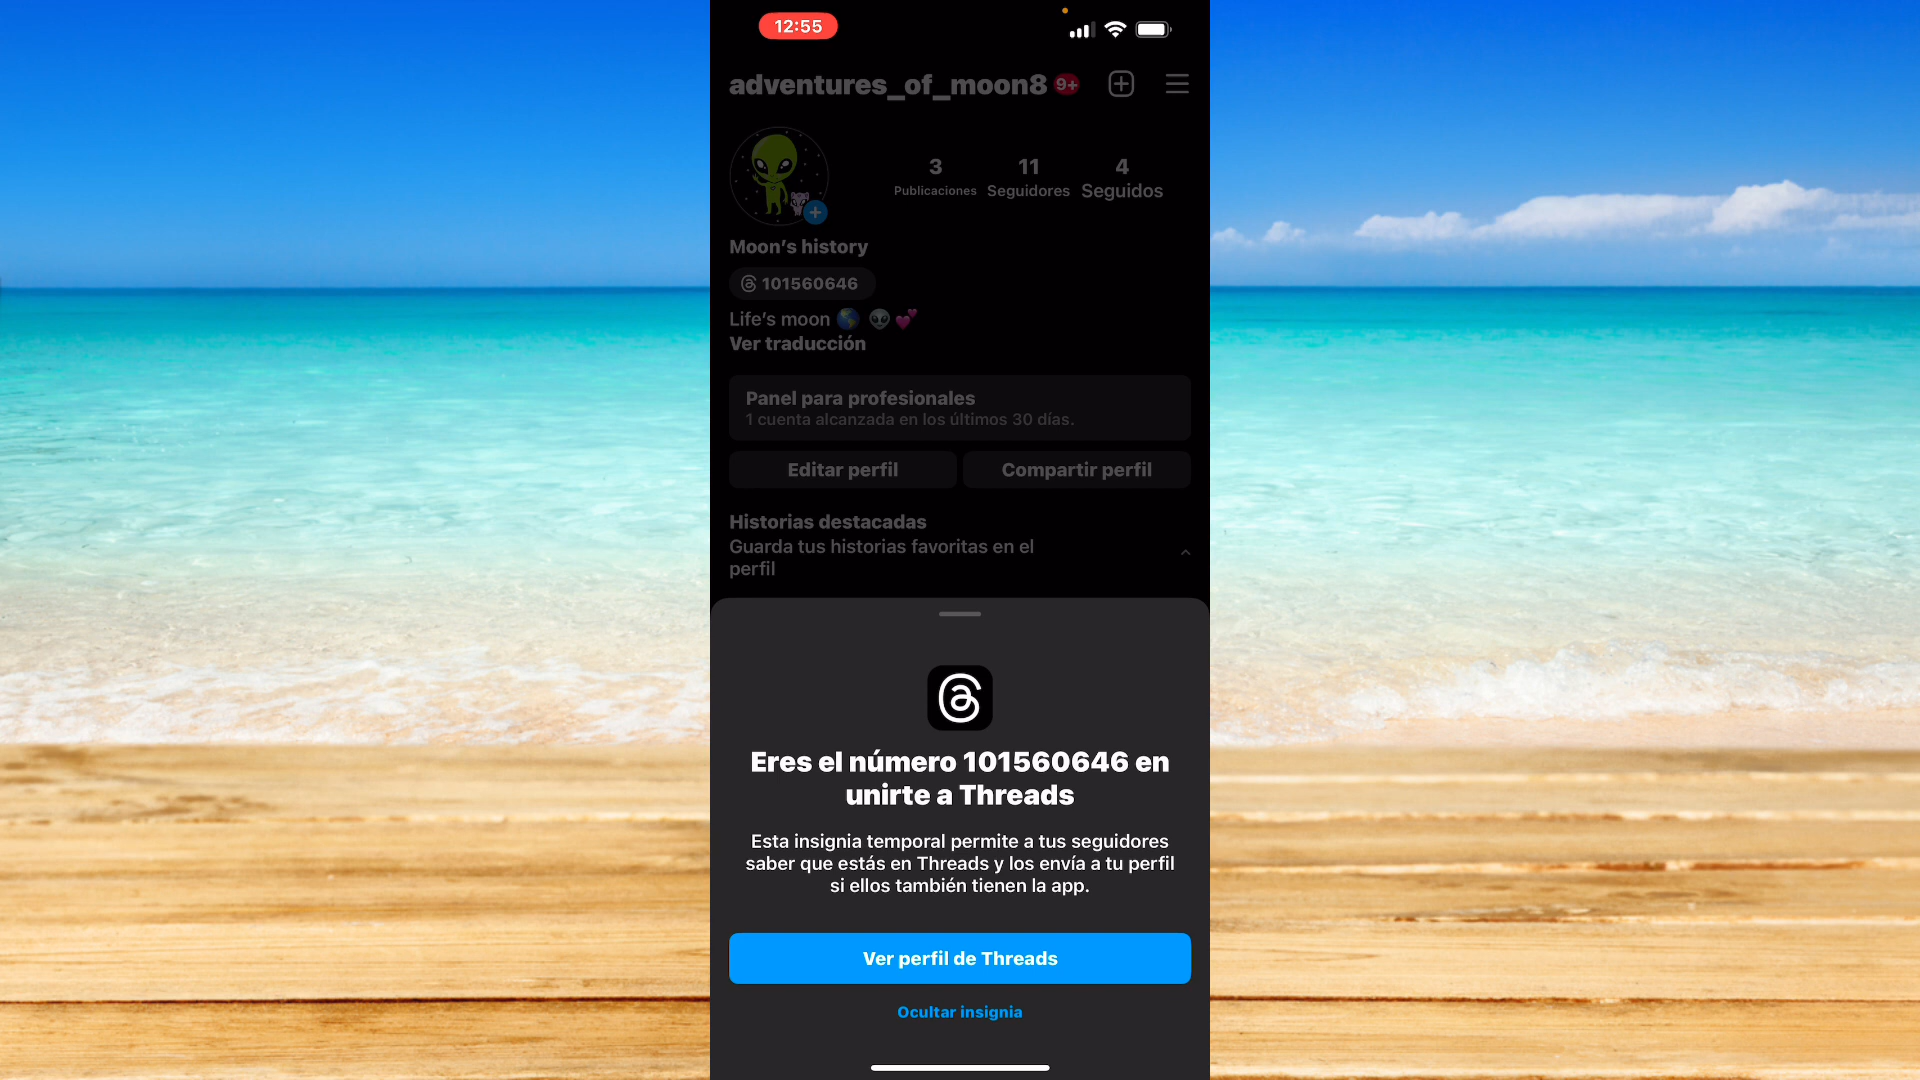 12:55
adventures_of_moon8 9+
3 11 4
Publicaciones Seguidores Seguidos
Moon’s history
101560646
Life’s moon 🌎 👽 💕
Ver traducción
Panel para profesionales
1 cuenta alcanzada en los últimos 30 días.
Editar perfil Compartir perfil
Historias destacadas
Guarda tus historias favoritas en el
perfil
Eres el número 101560646 en
unirte a Threads
Esta insignia temporal permite a tus seguidores
saber que estás en Threads y los envía a tu perfil
si ellos también tienen la app.
Ver perfil de Threads
Ocultar insignia